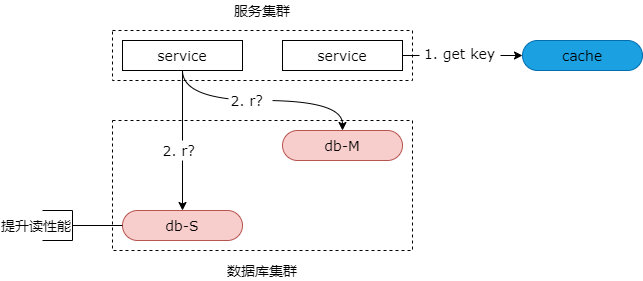 服务集群
service
service
1. get key
cache
2. r?
2. r?
db-M
提升读性能
db-S
数据库集群